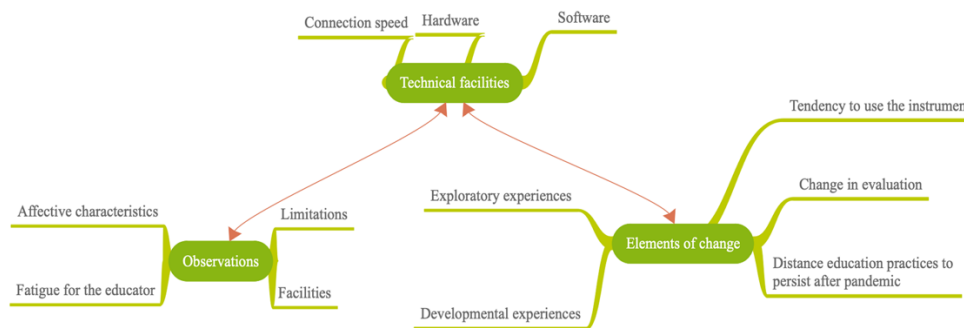 Connection speed
Hardware
Software
Technical facilities
Tendency to use the instrumen
Exploratory experiences
Change in evaluation
Affective characteristics
Limitations
Observations
Elements of change
Fatigue for the educator
Facilities
Distance education practices to
persist after pandemic
Developmental experiences